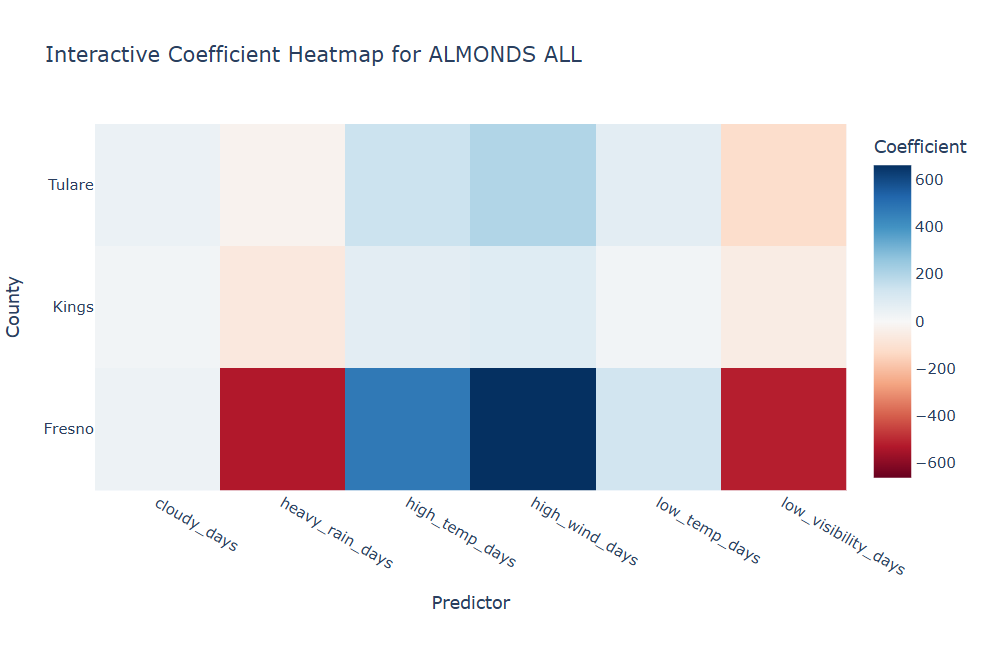 Interactive Coefficient Heatmap for ALMONDS ALL
Coefficient
600
400
200
0
−200
−400
−600
County
Tulare
Kings
Fresno
cloudy_days
heavy_rain_days
high_temp_days
high_wind_days
low_temp_days
low_visibility_days
Predictor